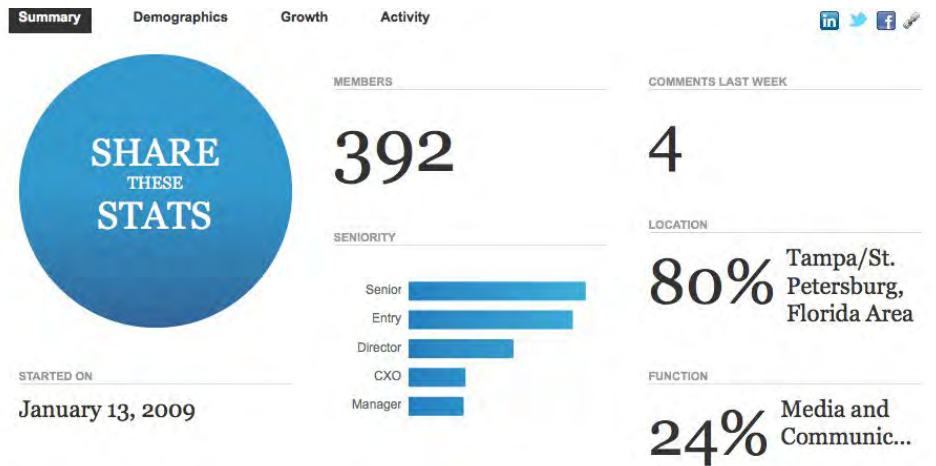 Summary Demographics Growth Activity
in f
SHARE
THESE
STATS
STARTED ON
January 13, 2009
MEMBERS
392
SENIORITY
Senior
Entry
Director
CXO
Manager
COMMENTS LAST WEEK
4
LOCATION
80% Tampa/St.
Petersburg,
Florida Area
FUNCTION
24% Media and
Communic...